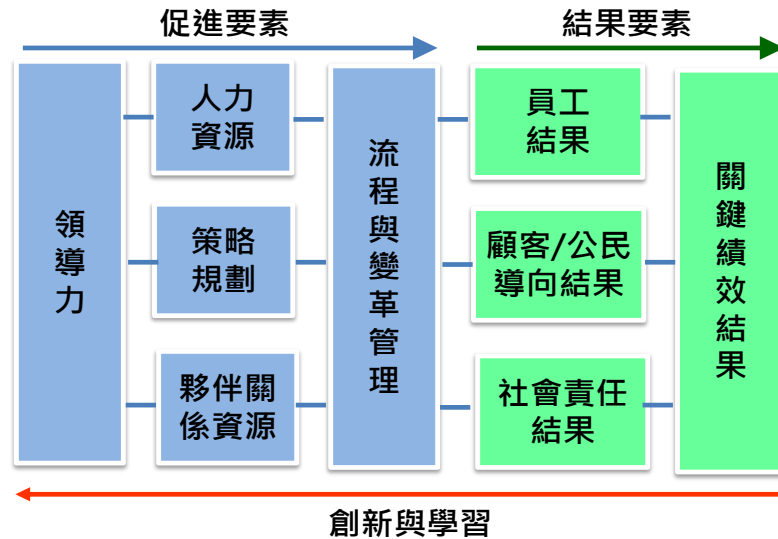 促進要素
結果要素
領導力
人力
資源
策略
規劃
夥伴關
係資源
流程與變革管理
員工
結果
顧客/公民
導向結果
社會責任
結果
關鍵績效結果
創新與學習